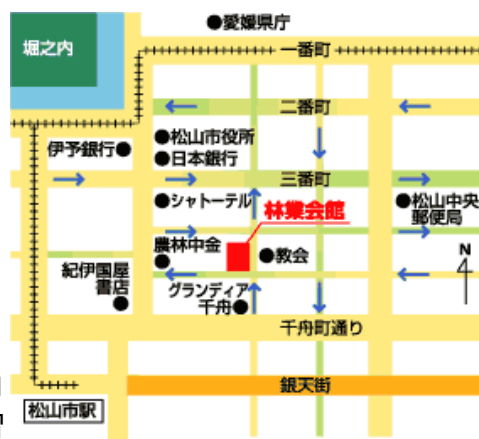 ●愛媛県庁
堀之内
一番町
二番町
●松山市役所
伊予銀行●
●日本銀行
三番町
●シャトーテル
●松山中央
郵便局
林業会館
農林中金
●
●教会
N
紀伊国屋
書店
●
グランディア
千舟●
千舟町通り
銀天街
松山市駅